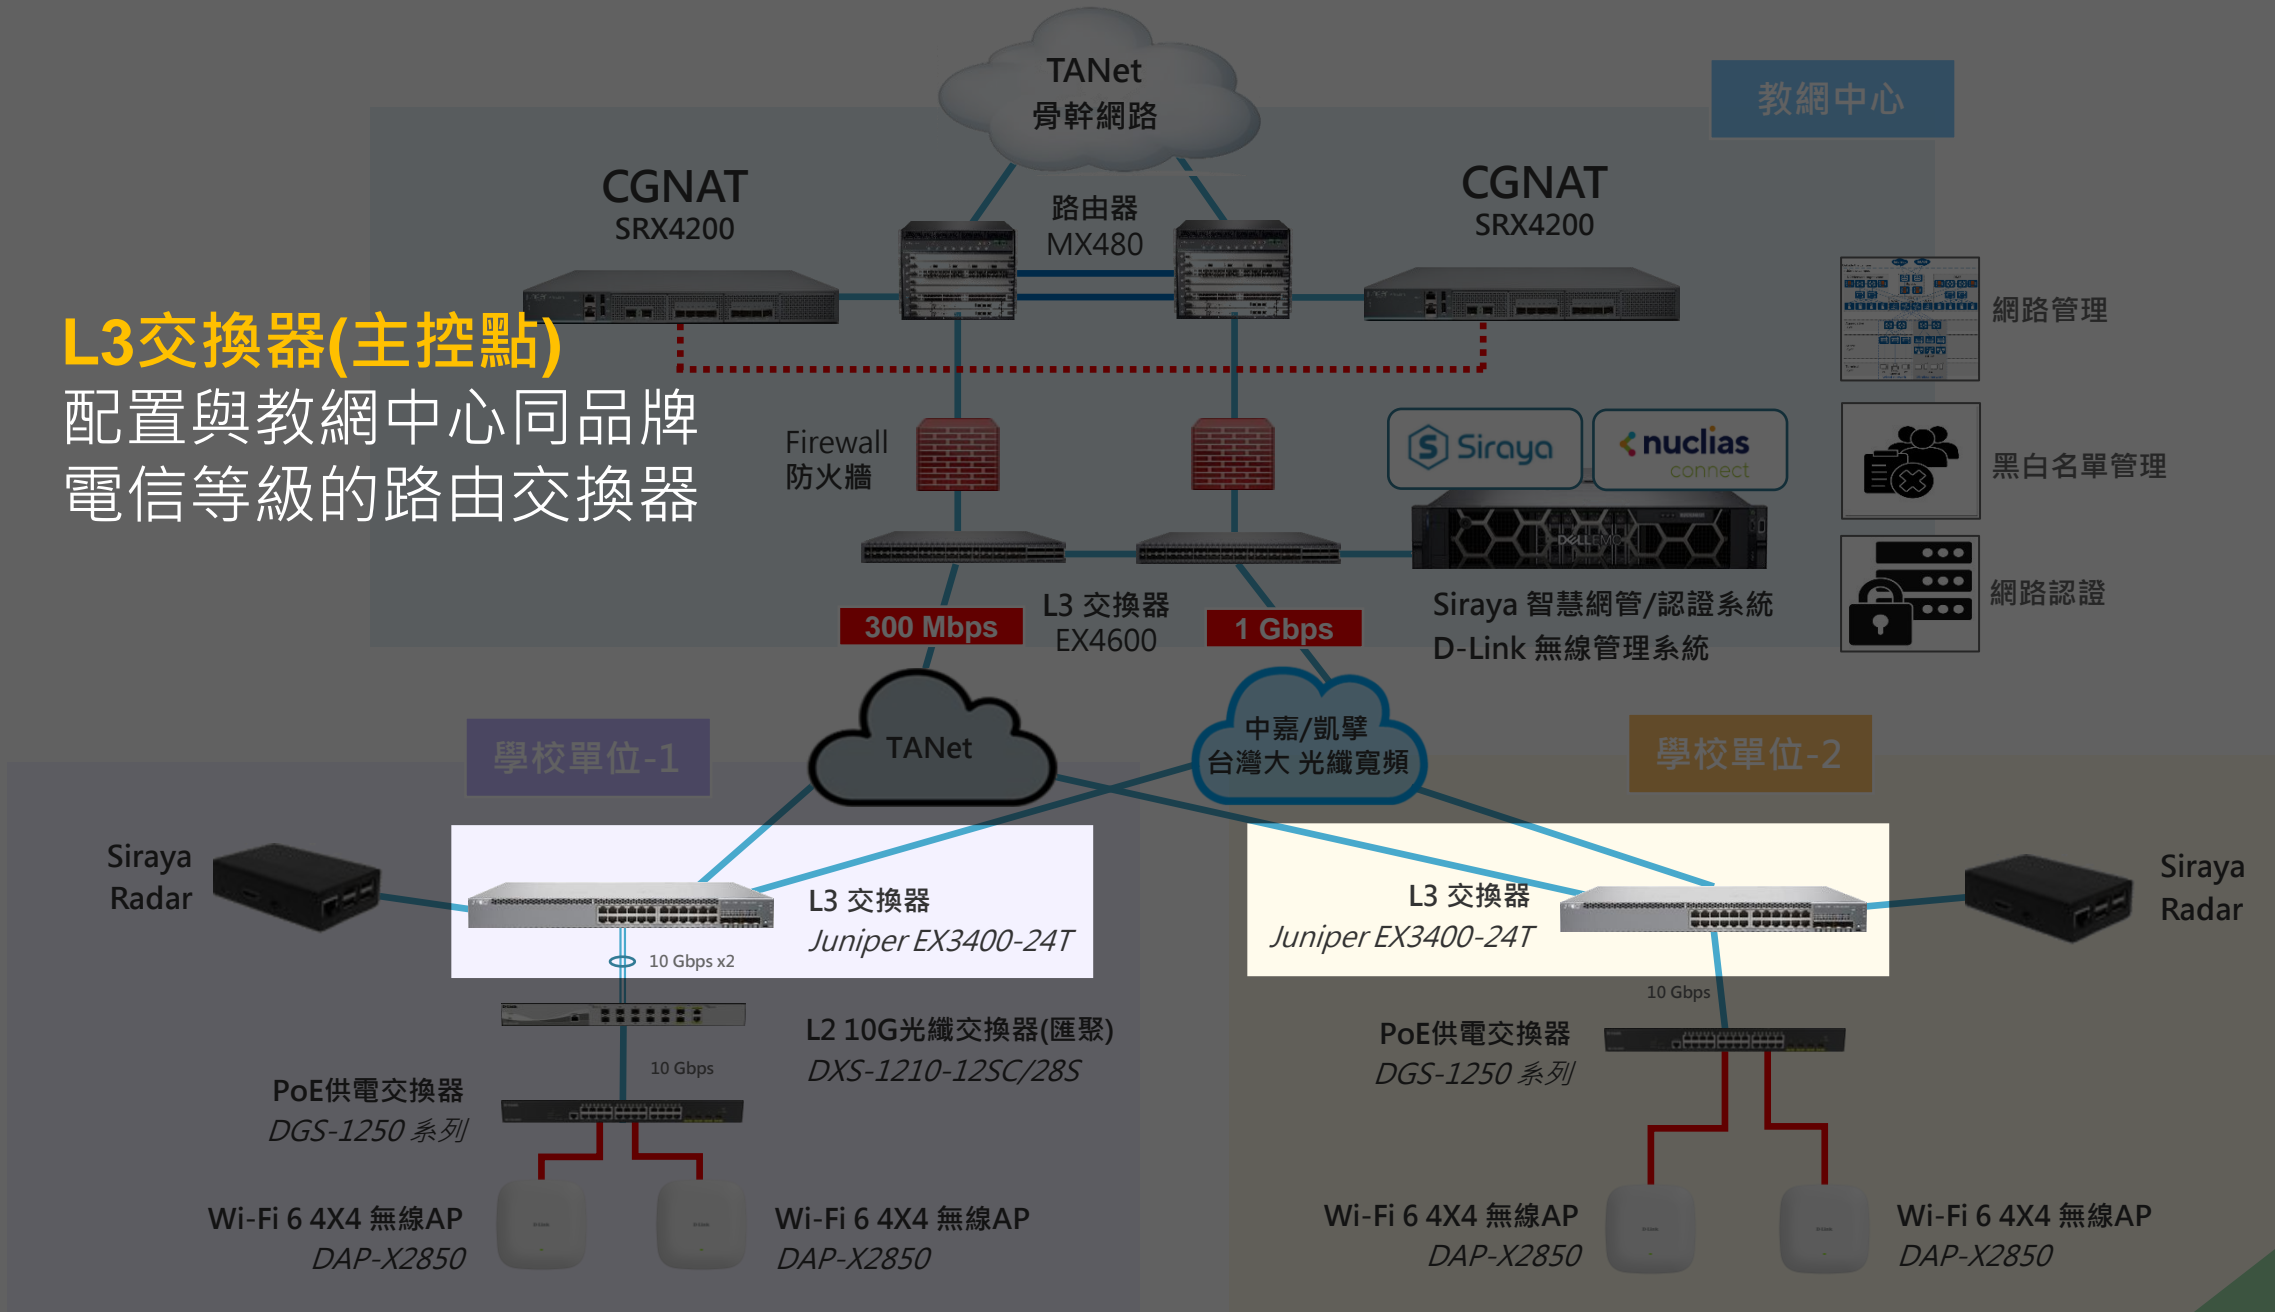 TANet
骨幹網路
教網中心
CGNAT
SRX4200
路由器
MX480
CGNAT
SRX4200
L3交換器(主控點)
配置與教網中心同品牌
電信等級的路由交換器
網路管理
Firewall
防火牆
Siraya
nuclias
connect
黑白名單管理
DELLEMC
300 Mbps
L3 交換器
EX4600
1 Gbps
Siraya 智慧網管/認證系統
D-Link 無線管理系統
網路認證
學校單位-1
TANet
中嘉/凱擘
台灣大 光纖寬頻
學校單位-2
Siraya
Radar
L3 交換器
Juniper EX3400-24T
10 Gbps x2
L3 交換器
Juniper EX3400-24T
Siraya
Radar
10 Gbps
L2 10G光纖交換器(匯聚)
DXS-1210-12SC/28S
10 Gbps
PoE供電交換器
DGS-1250 系列
PoE供電交換器
DGS-1250 系列
Wi-Fi 6 4X4 無線AP
DAP-X2850
Wi-Fi 6 4X4 無線AP
DAP-X2850
Wi-Fi 6 4X4 無線AP
DAP-X2850
Wi-Fi 6 4X4 無線AP
DAP-X2850